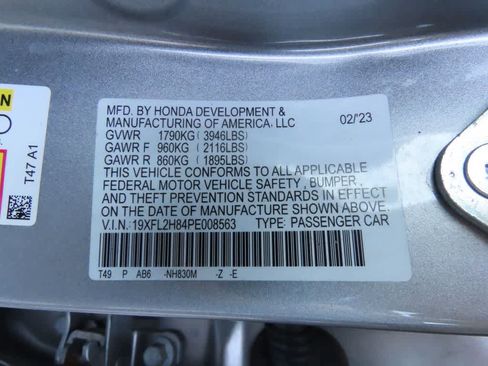 MFD. BY HONDA DEVELOPMENT &
MANUFACTURING OF AMERICA, LLC 02/'23
GVWR 1790KG ( 3946LBS)
GAWR F 960KG ( 2116LBS)
GAWR R 860KG ( 1895LBS)
THIS VEHICLE CONFORMS TO ALL APPLICABLE
FEDERAL MOTOR VEHICLE SAFETY , BUMPER ,
AND THEFT PREVENTION STANDARDS IN EFFECT
ON THE DATE OF MANUFACTURE SHOWN ABOVE.
V.I.N.:19XFL2H84PE008563 TYPE: PASSENGER CAR
T49 P AB6 -NH830M -Z -E
T47 A1